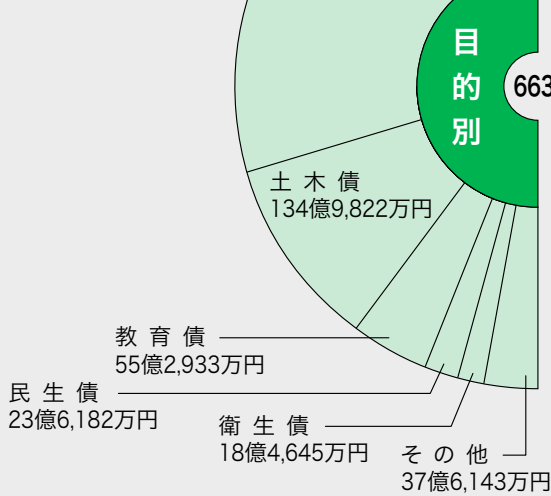 目的別
663
土木債
134億9,822万円
教育債
55億2,933万円
民生債
23億6,182万円
衛生債
18億4,645万円
その他
37億6,143万円